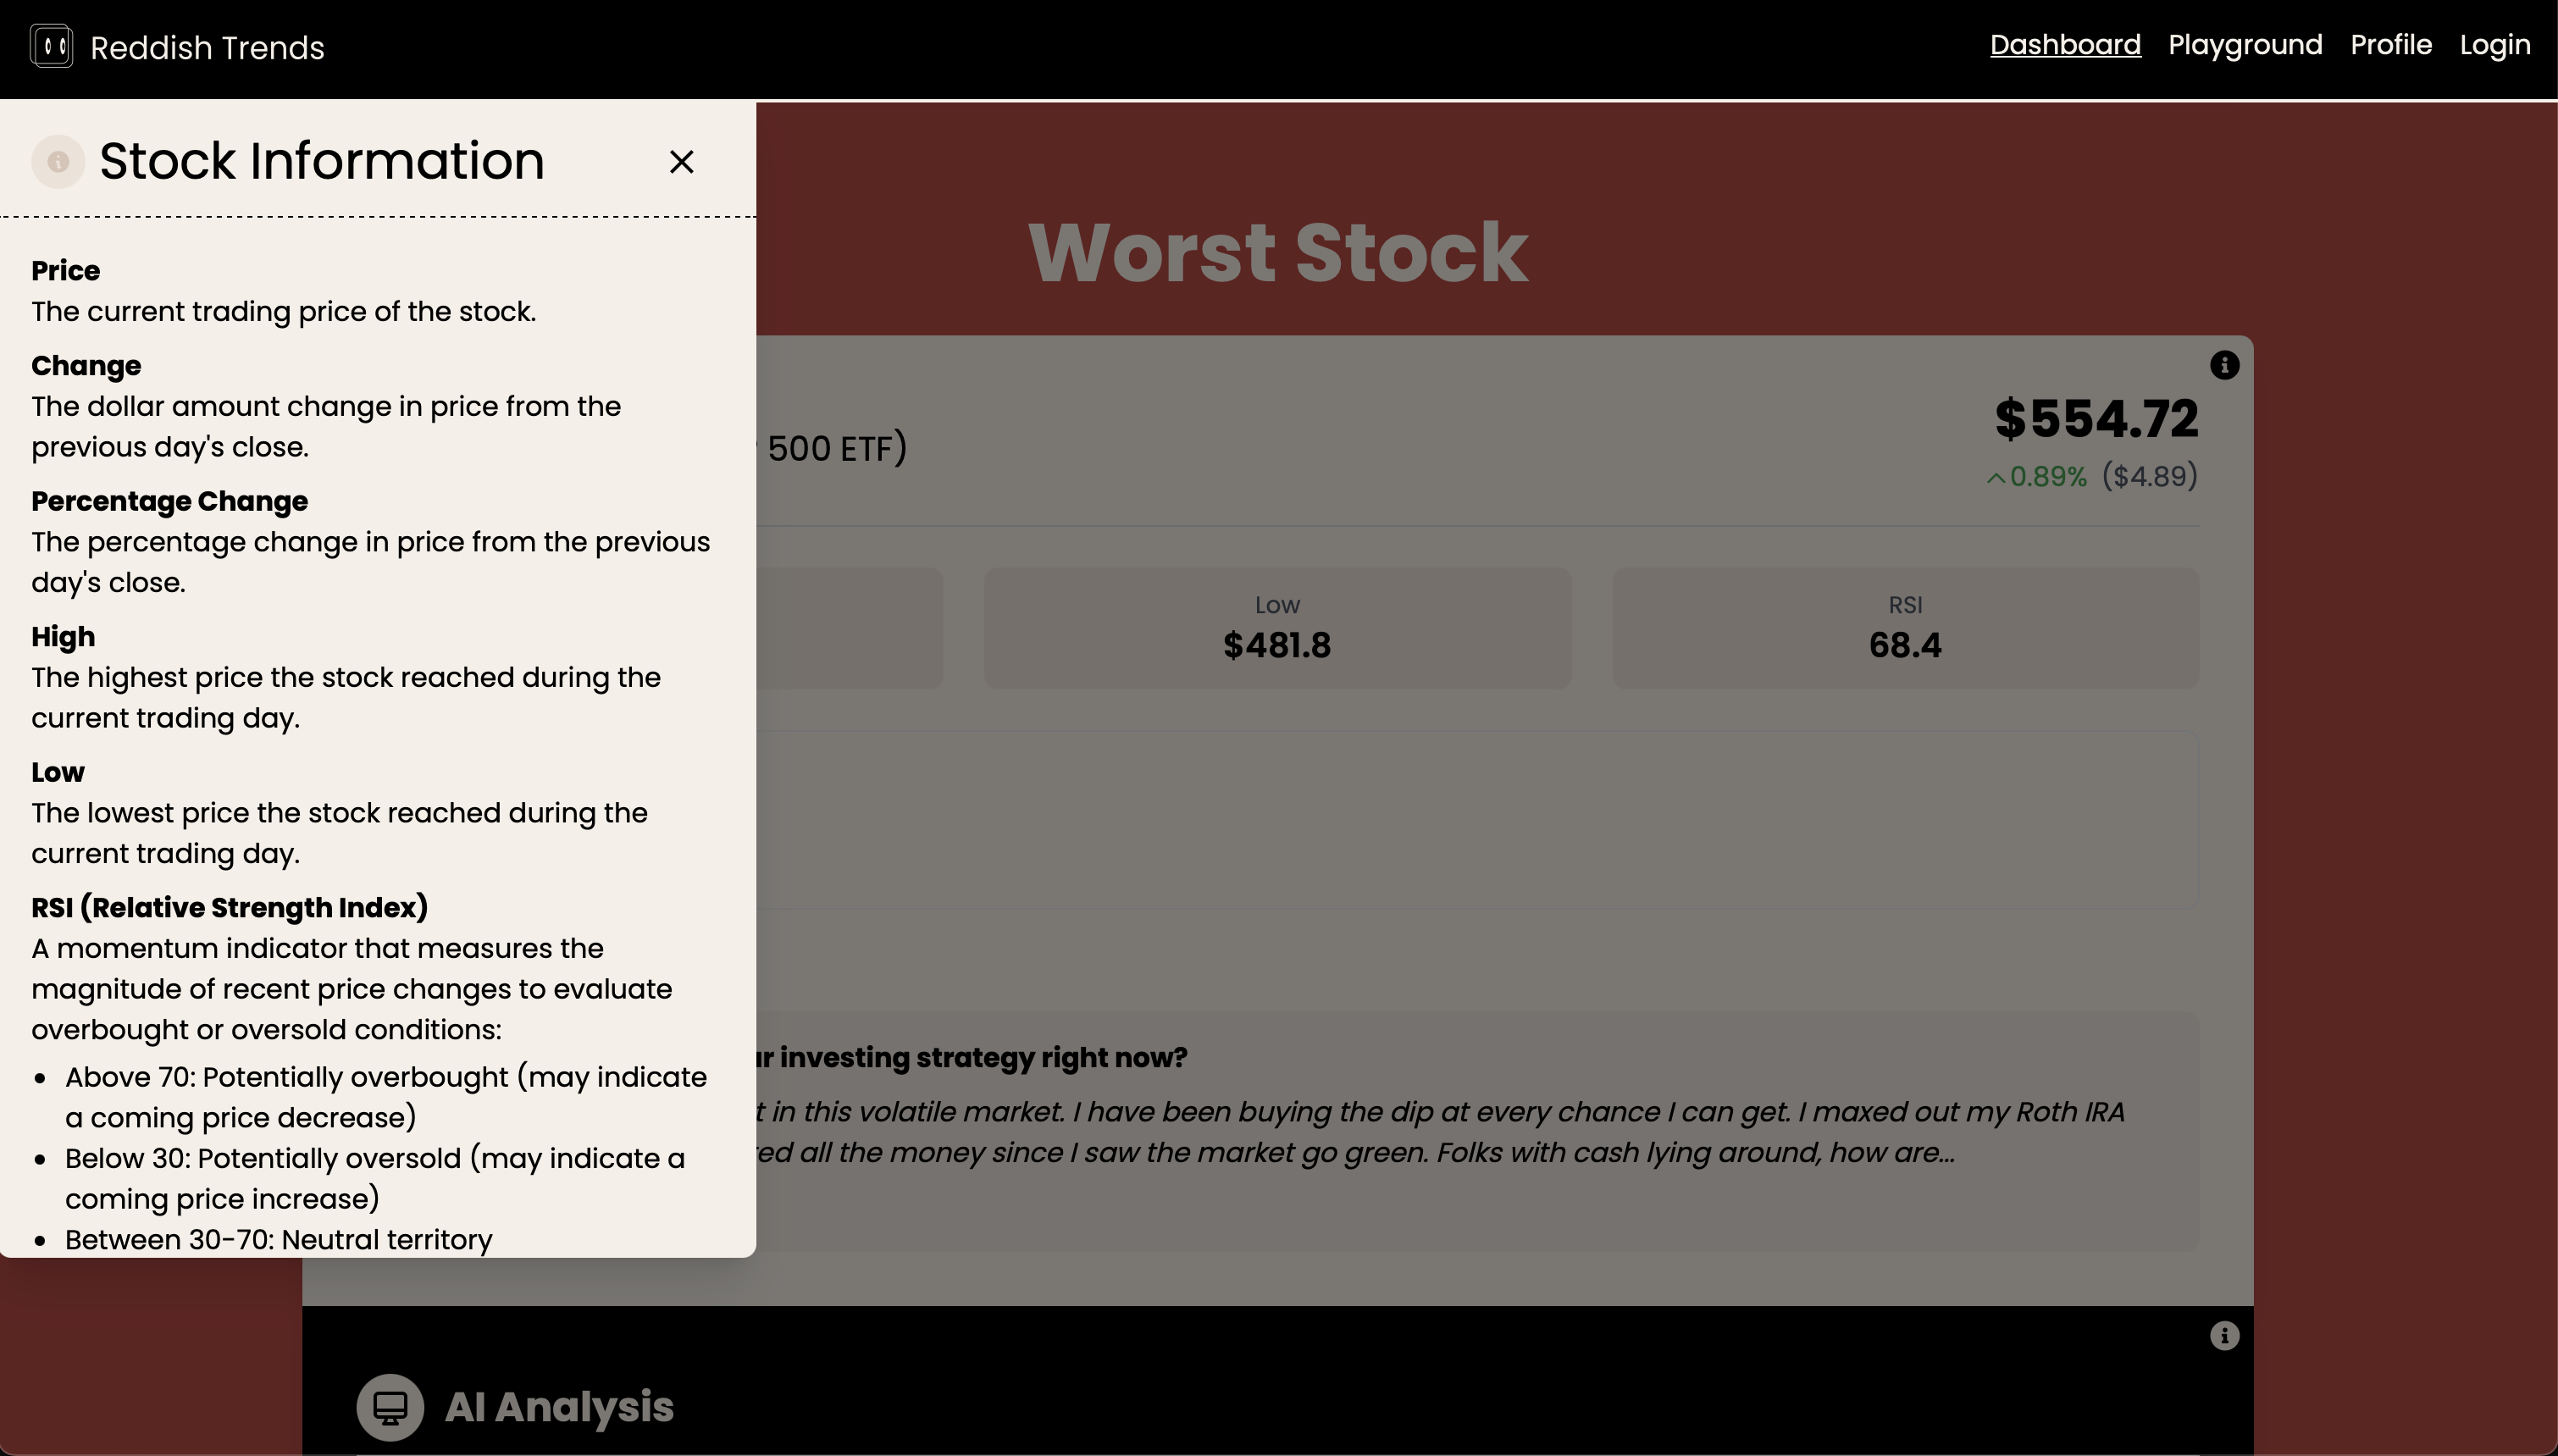 Reddish Trends
Dashboard Playground Profile Login
Stock Information
Price
The current trading price of the stock.
Change
The dollar amount change in price from the
previous day's close.
Percentage Change
The percentage change in price from the previous
day's close.
High
The highest price the stock reached during the
current trading day.
Low
The lowest price the stock reached during the
current trading day.
RSI (Relative Strength Index)
A momentum indicator that measures the
magnitude of recent price changes to evaluate
overbought or oversold conditions:
Above 70: Potentially overbought (may indicate
a coming price decrease)
Below 30: Potentially oversold (may indicate a
coming price increase)
Between 30-70: Neutral territory
Worst Stock
500 ETF)
$554.72
0.89% ($4.89)
Low
$481.8
RSI
68.4
investing strategy right now?
in this volatile market. I have been buying the dip at every chance I can get. I maxed out my Roth IRA
all the money since I saw the market go green. Folks with cash lying around, how are...
AI Analysis